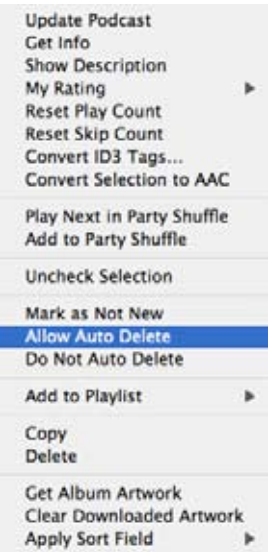 Update Podcast
Get Info
Show Description
My Rating
Reset Play Count
Reset Skip Count
Convert ID3 Tags...
Convert Selection to AAC
Play Next in Party Shuffle
Add to Party Shuffle
Uncheck Selection
Mark as Not New
Allow Auto Delete
Do Not Auto Delete
Add to Playlist
Copy
Delete
Get Album Artwork
Clear Downloaded Artwork
Apply Sort Field